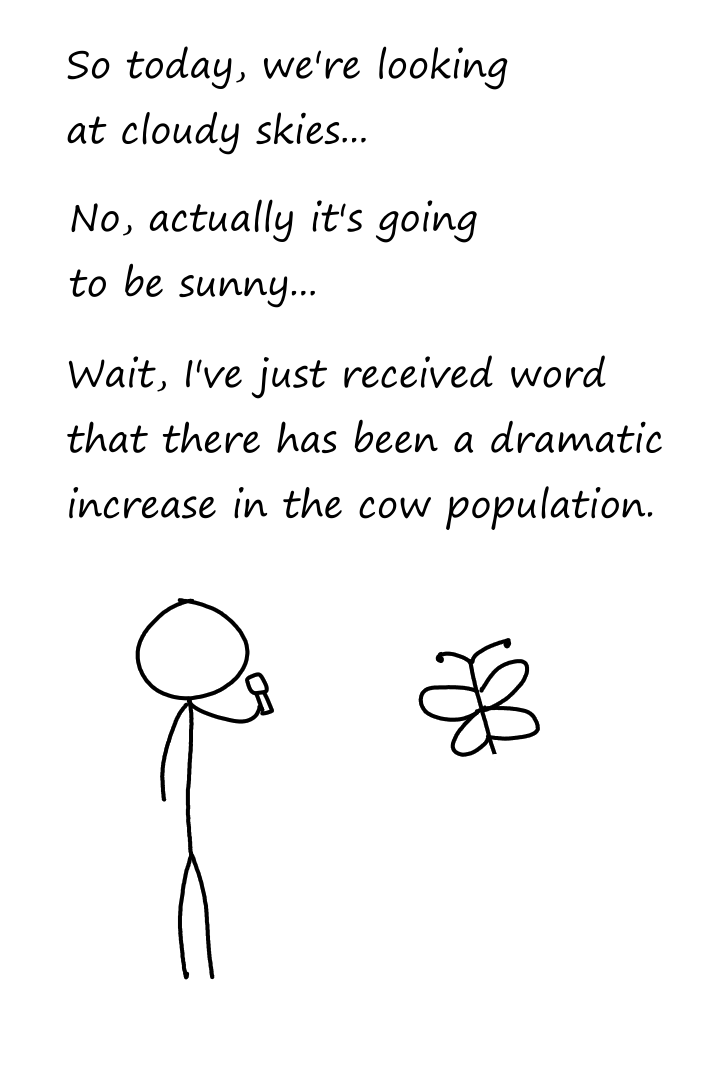 So today, we're looking
at cloudy skies...
No, actually it's going
to be sunny...
Wait, I've just received word
that there has been a dramatic
increase in the cow population.